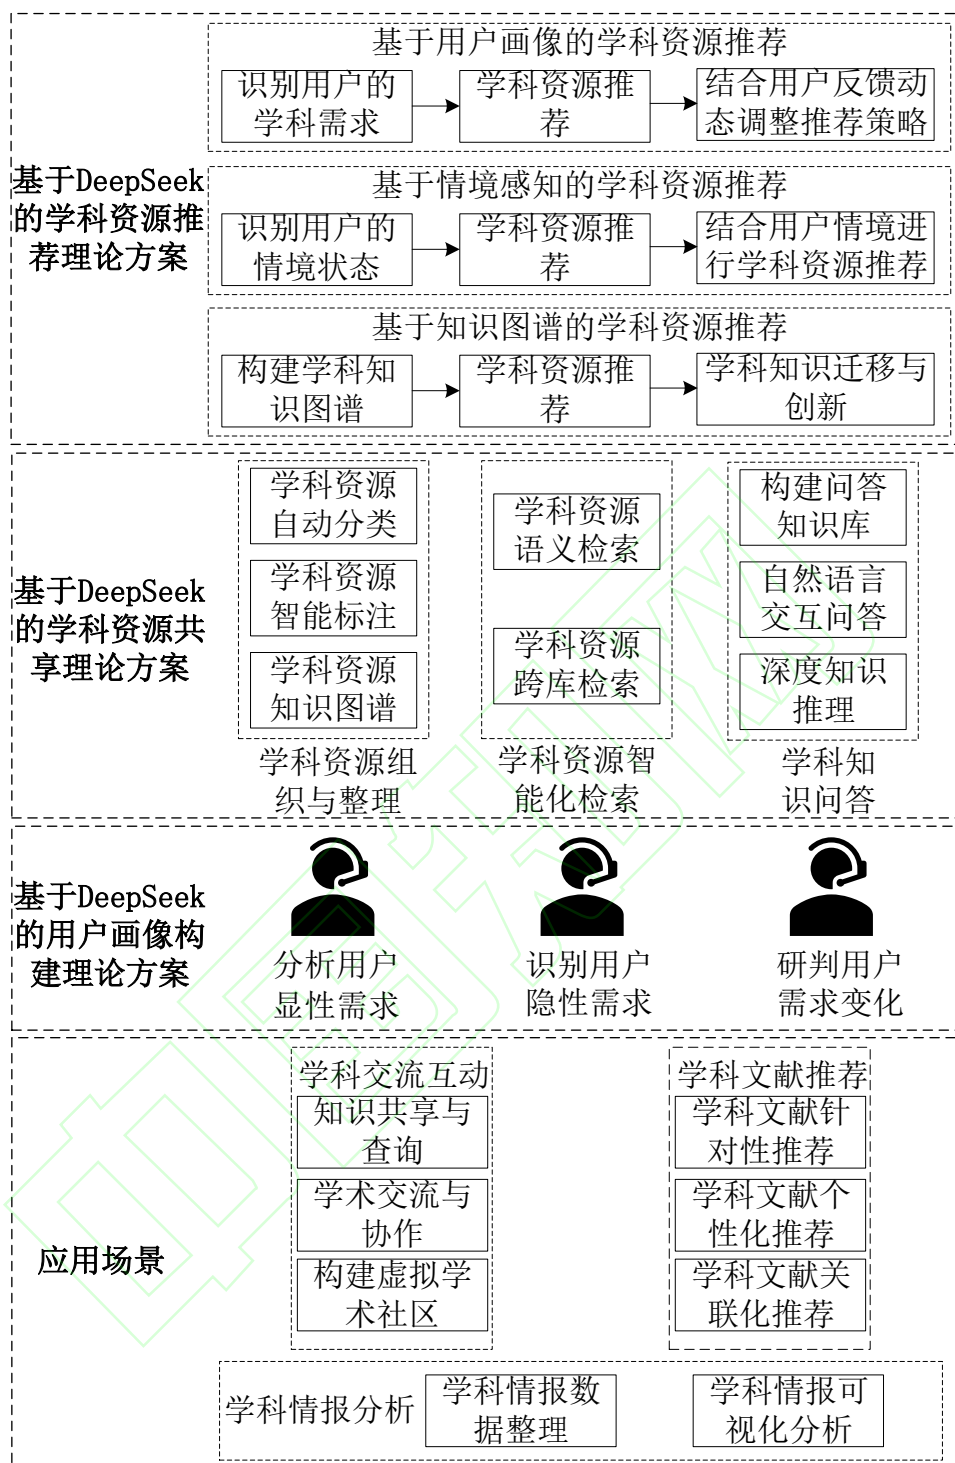 基于用户画像的学科资源推荐
识别用户的
学科需求
学科资源推
荐
结合用户反馈动
态调整推荐策略
基于DeepSeek
的学科资源推
荐理论方案
基于情境感知的学科资源推荐
识别用户的
情境状态
学科资源推
荐
结合用户情境进
行学科资源推荐
基于知识图谱的学科资源推荐
构建学科知
识图谱
学科资源推
荐
学科知识迁移与
创新
基于DeepSeek
的学科资源共
享理论方案
学科资源
自动分类
学科资源
智能标注
学科资源
知识图谱
学科资源组
织与整理
学科资源
语义检索
学科资源
跨库检索
学科资源智
能化检索
构建问答
知识库
自然语言
交互问答
深度知识
推理
学科知
识问答
基于DeepSeek
的用户画像构
建理论方案
分析用户
显性需求
识别用户
隐性需求
研判用户
需求变化
应用场景
学科交流互动
知识共享与
查询
学术交流与
协作
构建虚拟学
术社区
学科文献推荐
学科文献针
对性推荐
学科文献个
性化推荐
学科文献关
联化推荐
学科情报分析
学科情报数
据整理
学科情报可
视化分析
中国知网